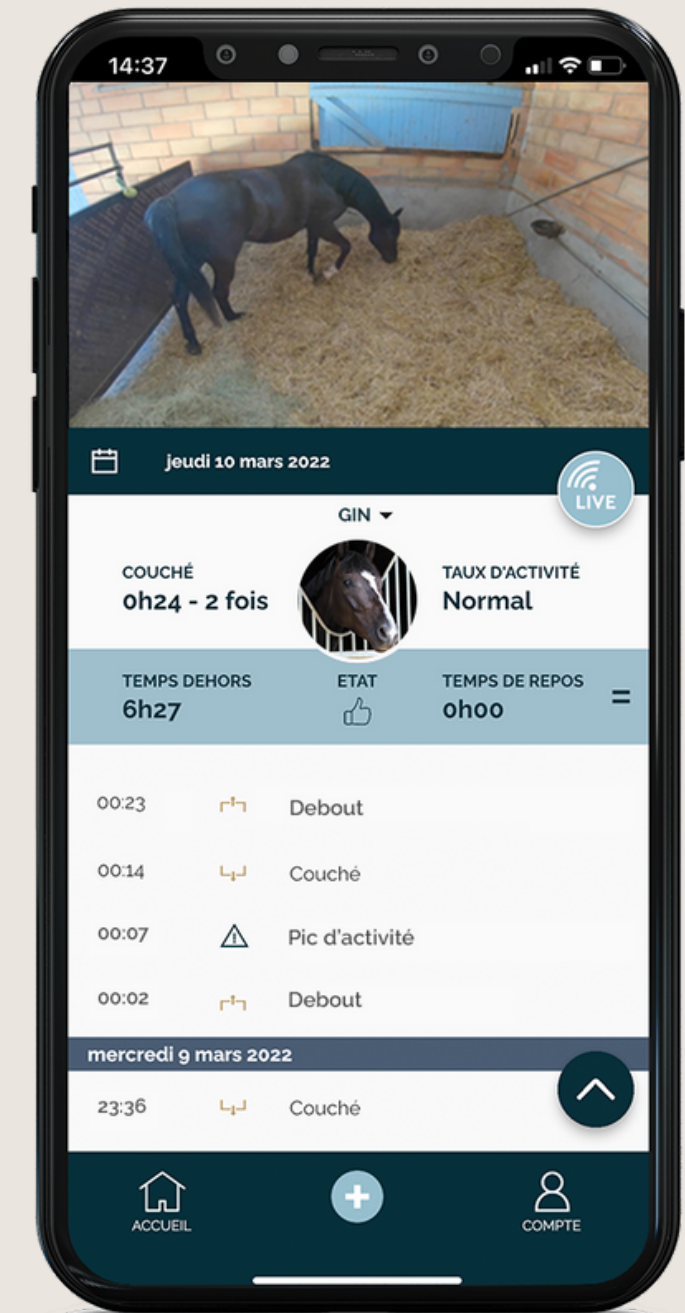 14:37
jeudi 10 mars 2022
LIVE
GIN
COUCHÉ
0h24 - 2 fois
TAUX D'ACTIVITÉ
Normal
TEMPS DEHORS
6h27
ETAT
TEMPS DE REPOS
0h00
=
00:23 Debout
00:14 Couché
00:07 Pic d'activité
00:02 Debout
mercredi 9 mars 2022
23:36 Couché
ACCUEIL
COMPTE